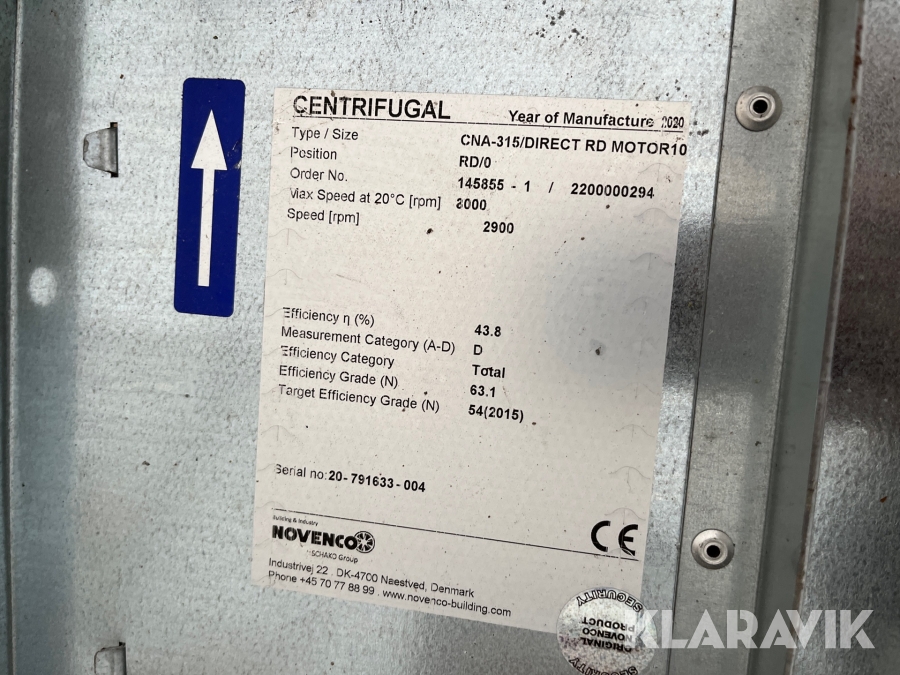 CENTRIFUGAL
Year of Manufacture 2020
Type / Size CNA-315/DIRECT RD MOTOR10
Position RD/0
Order No. 145855 - 1 / 2200000294
Max Speed at 20°C [rpm] 3000
Speed [rpm] 2900
Efficiency η (%) 43.8
Measurement Category (A-D) D
Efficiency Category Total
Efficiency Grade (N) 63.1
Target Efficiency Grade (N) 54(2015)
Serial no: 20-791633-004
Building & Industry
NOVENCO
SCHAKO Group
CE
Industrivej 22 . DK-4700 Naestved, Denmark
Phone +45 70 77 88 99 . www.novenco-building.com
SECURITY
ORIGINAL
NOVENCO
PRODUCT
SECURITY
KLARAVIK